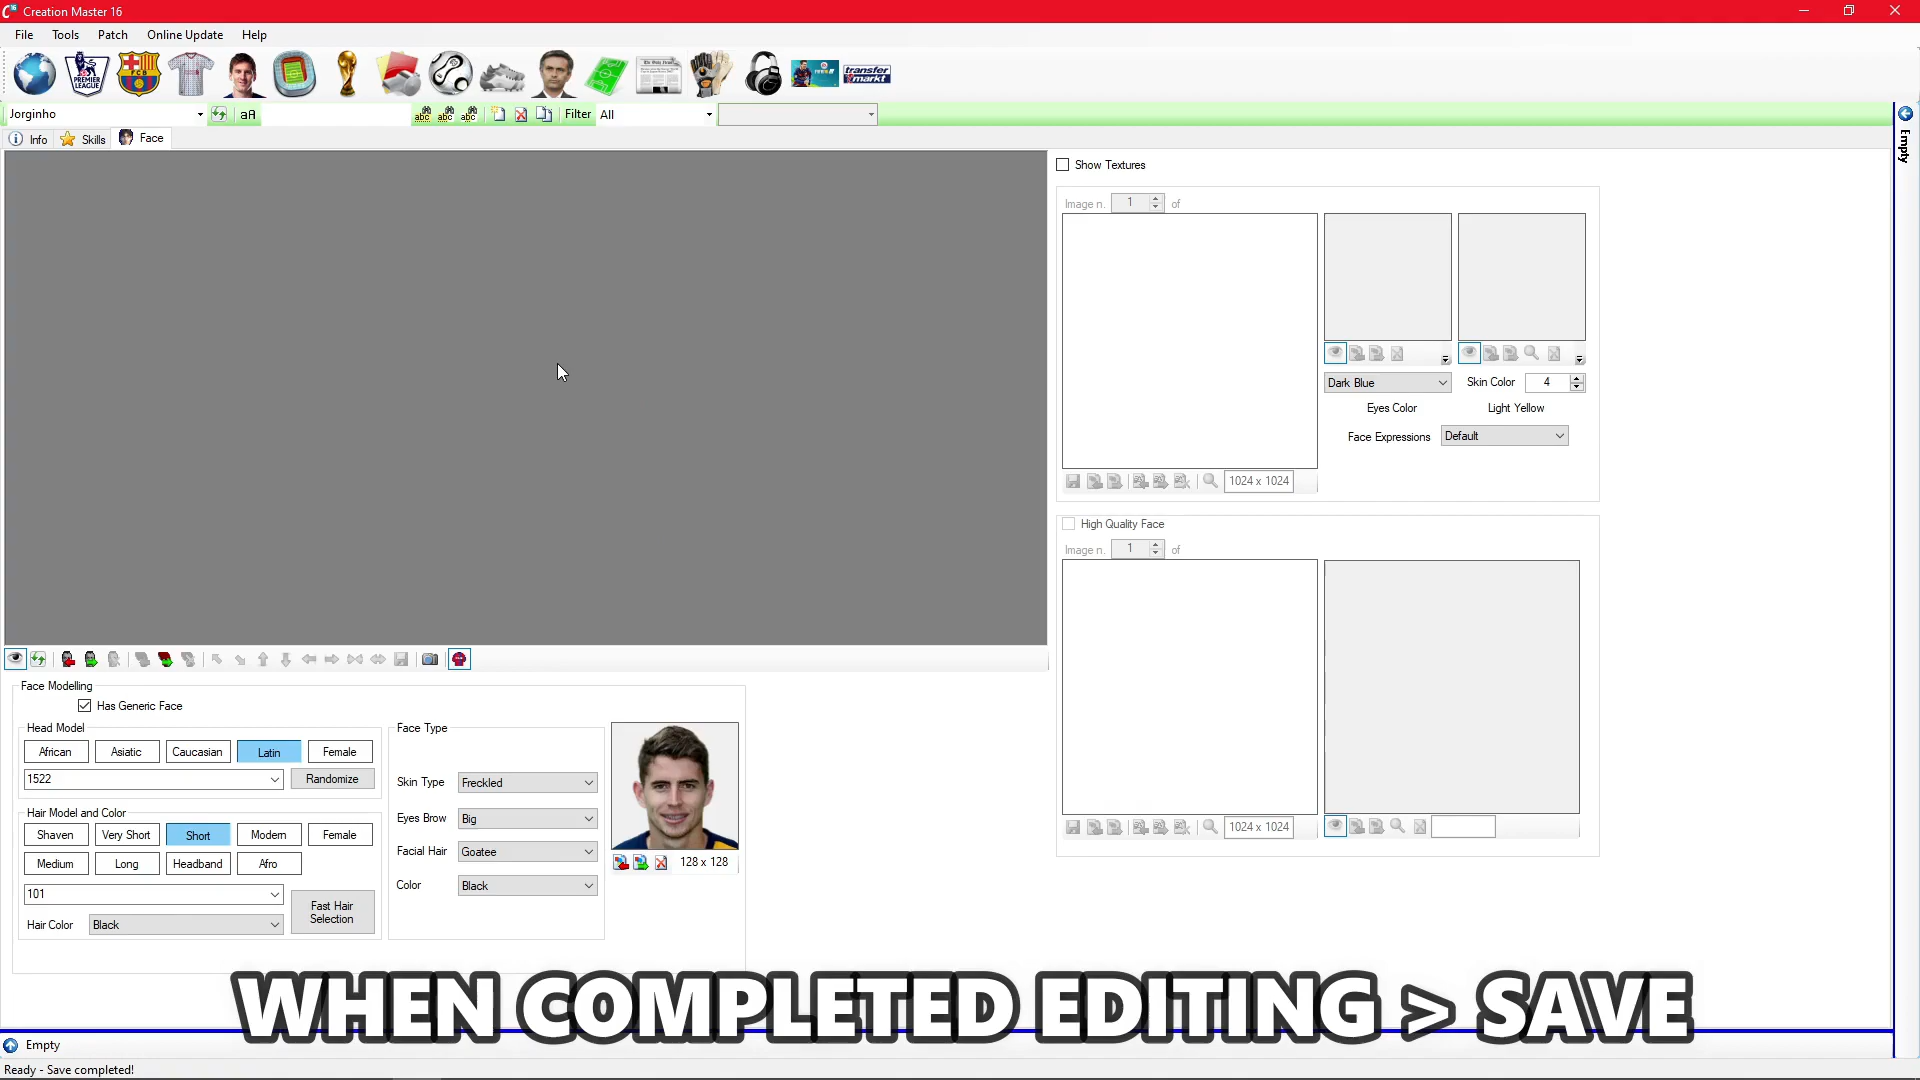 Creation Master 16
File Tools Patch Online Update Help
Jorginho aA Filter All
Info Skills Face
Empty
Show Textures
Image n. 1 of
Dark Blue Skin Color 4
Eyes Color Light Yellow
Face Expressions Default
1024 x 1024
High Quality Face
Image n. 1 of
1024 x 1024
Face Modelling
Has Generic Face
Head Model
African Asiatic Caucasian Latin Female
1522 Randomize
Hair Model and Color
Shaven Very Short Short Modern Female
Medium Long Headband Afro
101
Fast Hair Selection
Hair Color Black
Face Type
Skin Type Freckled
Eyes Brow Big
Facial Hair Goatee
Color Black
128 x 128
WHEN COMPLETED EDITING > SAVE
Empty
Ready - Save completed!